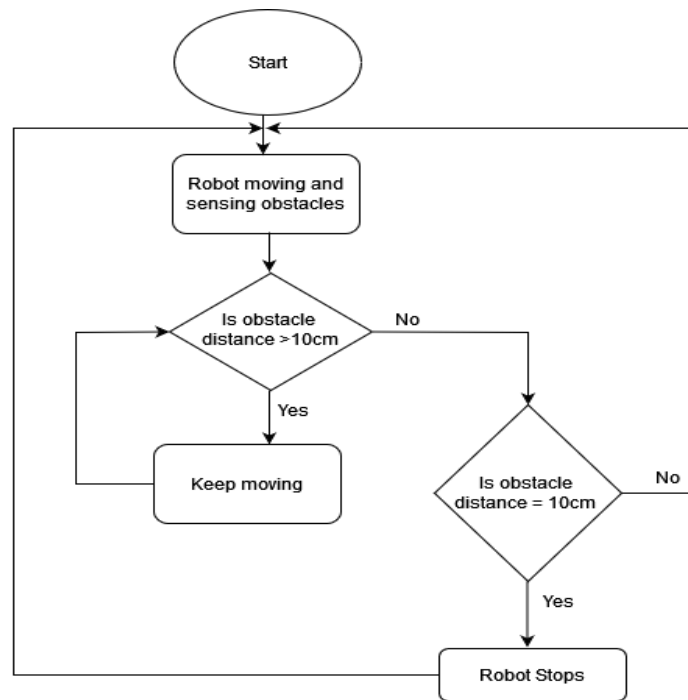 Start
Robot moving and
sensing obstacles
Is obstacle
distance >10cm
No
Yes
Keep moving
Is obstacle
distance = 10cm
No
Yes
Robot Stops